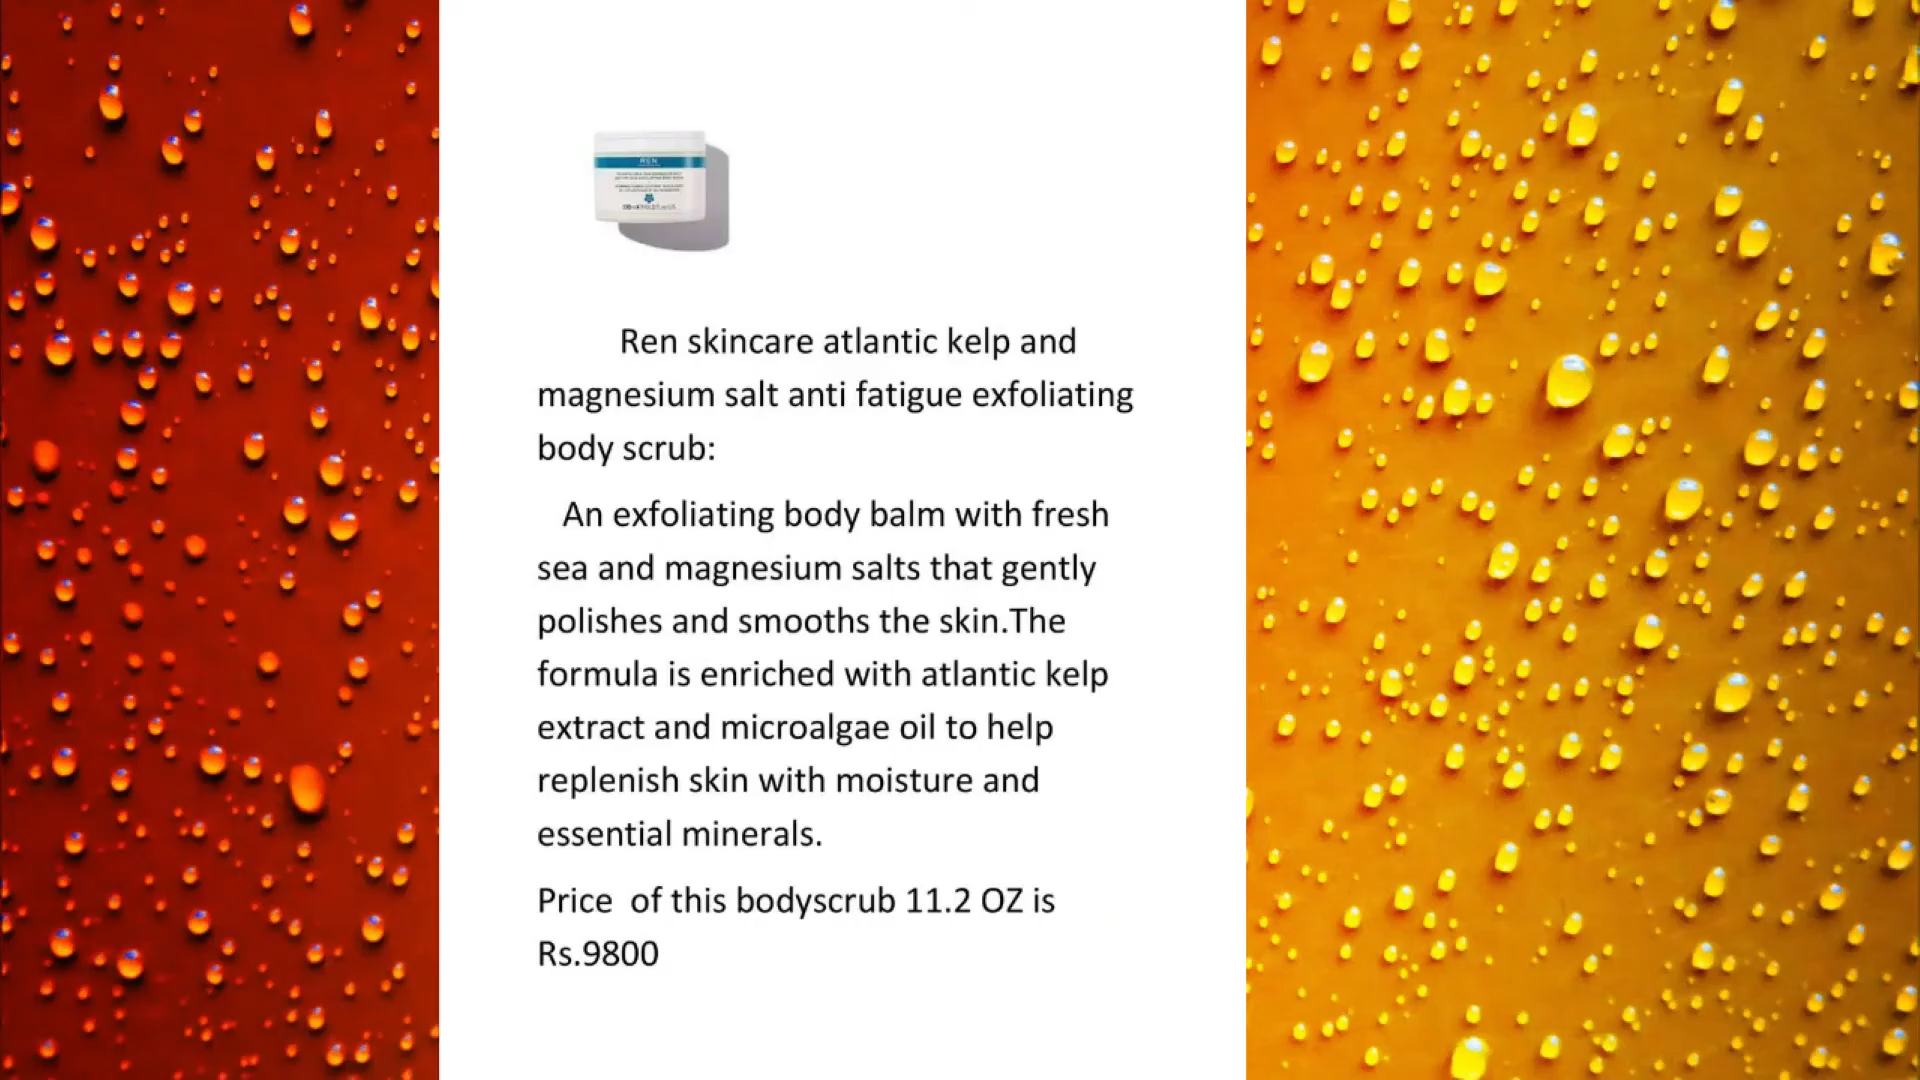 REN
Ren skincare atlantic kelp and
magnesium salt anti fatigue exfoliating
body scrub:
An exfoliating body balm with fresh
sea and magnesium salts that gently
polishes and smooths the skin.The
formula is enriched with atlantic kelp
extract and microalgae oil to help
replenish skin with moisture and
essential minerals.
Price  of this bodyscrub 11.2 OZ is
Rs.9800